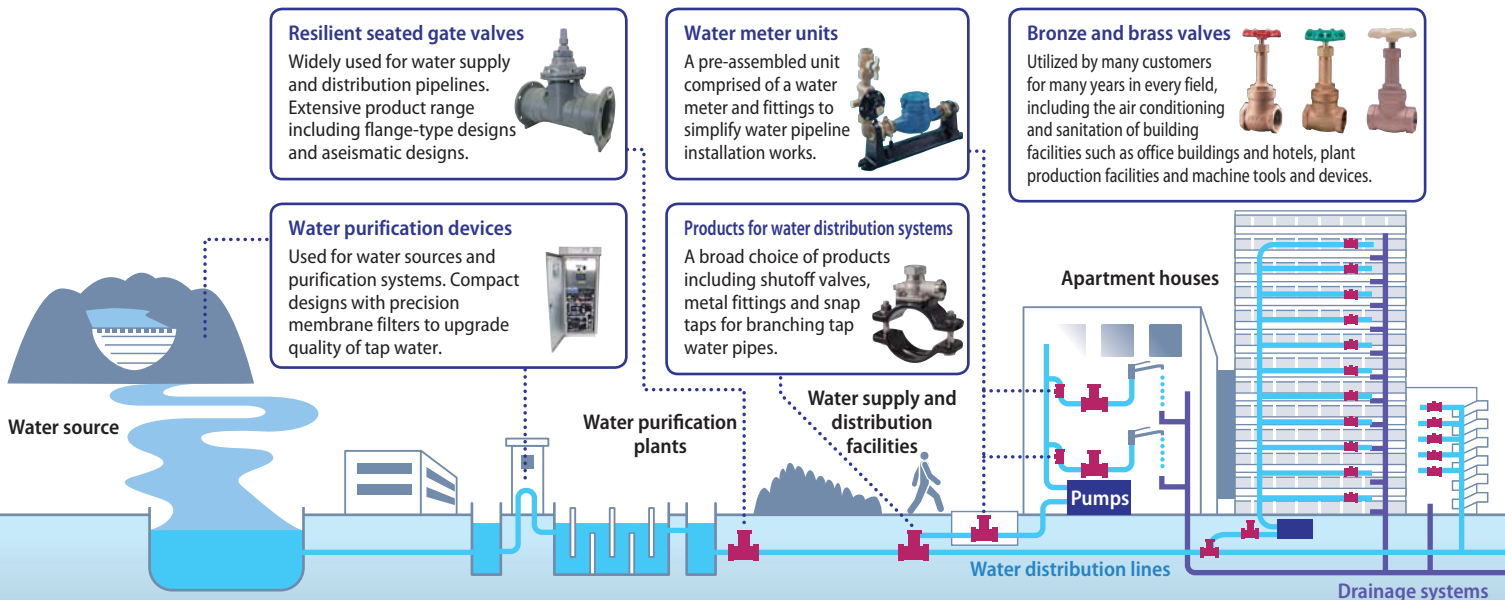 Resilient seated gate valves
Widely used for water supply
and distribution pipelines.
Extensive product range
including flange-type designs
and aseismatic designs.
Water meter units
A pre-assembled unit
comprised of a water
meter and fittings to
simplify water pipeline
installation works.
Bronze and brass valves
Utilized by many customers
for many years in every field,
including the air conditioning
and sanitation of building
facilities such as office buildings and hotels, plant
production facilities and machine tools and devices.
Water purification devices
Used for water sources and
purification systems. Compact
designs with precision
membrane filters to upgrade
quality of tap water.
Products for water distribution systems
A broad choice of products
including shutoff valves,
metal fittings and snap
taps for branching tap
water pipes.
Apartment houses
Water source
Water purification
plants
Water supply and
distribution
facilities
Pumps
Water distribution lines
Drainage systems